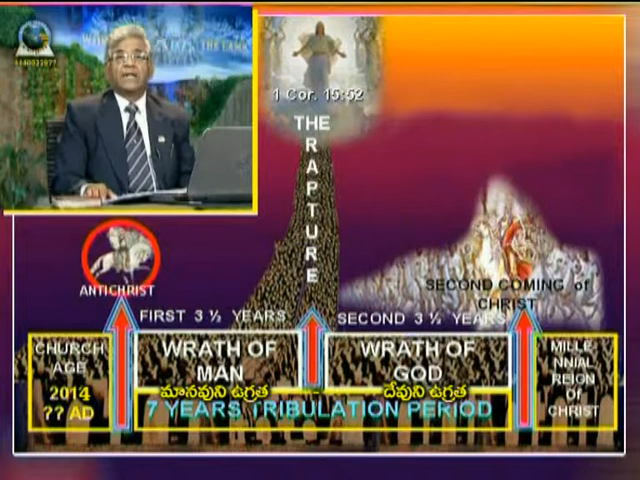 1 Cor. 15:52
THE
RAPTURE
ANTICHRIST
SECOND COMING of
CHRIST
FIRST 3 ½ YEARS
SECOND 3 ½ YEARS
CHURCH
AGE
2014
?? AD
WRATH OF
MAN
మానవుని ఉగ్రత
WRATH OF
GOD
దేవుని ఉగ్రత
7 YEARS TRIBULATION PERIOD
MILLE-
NNIAL
REIGN
Of
CHRIST